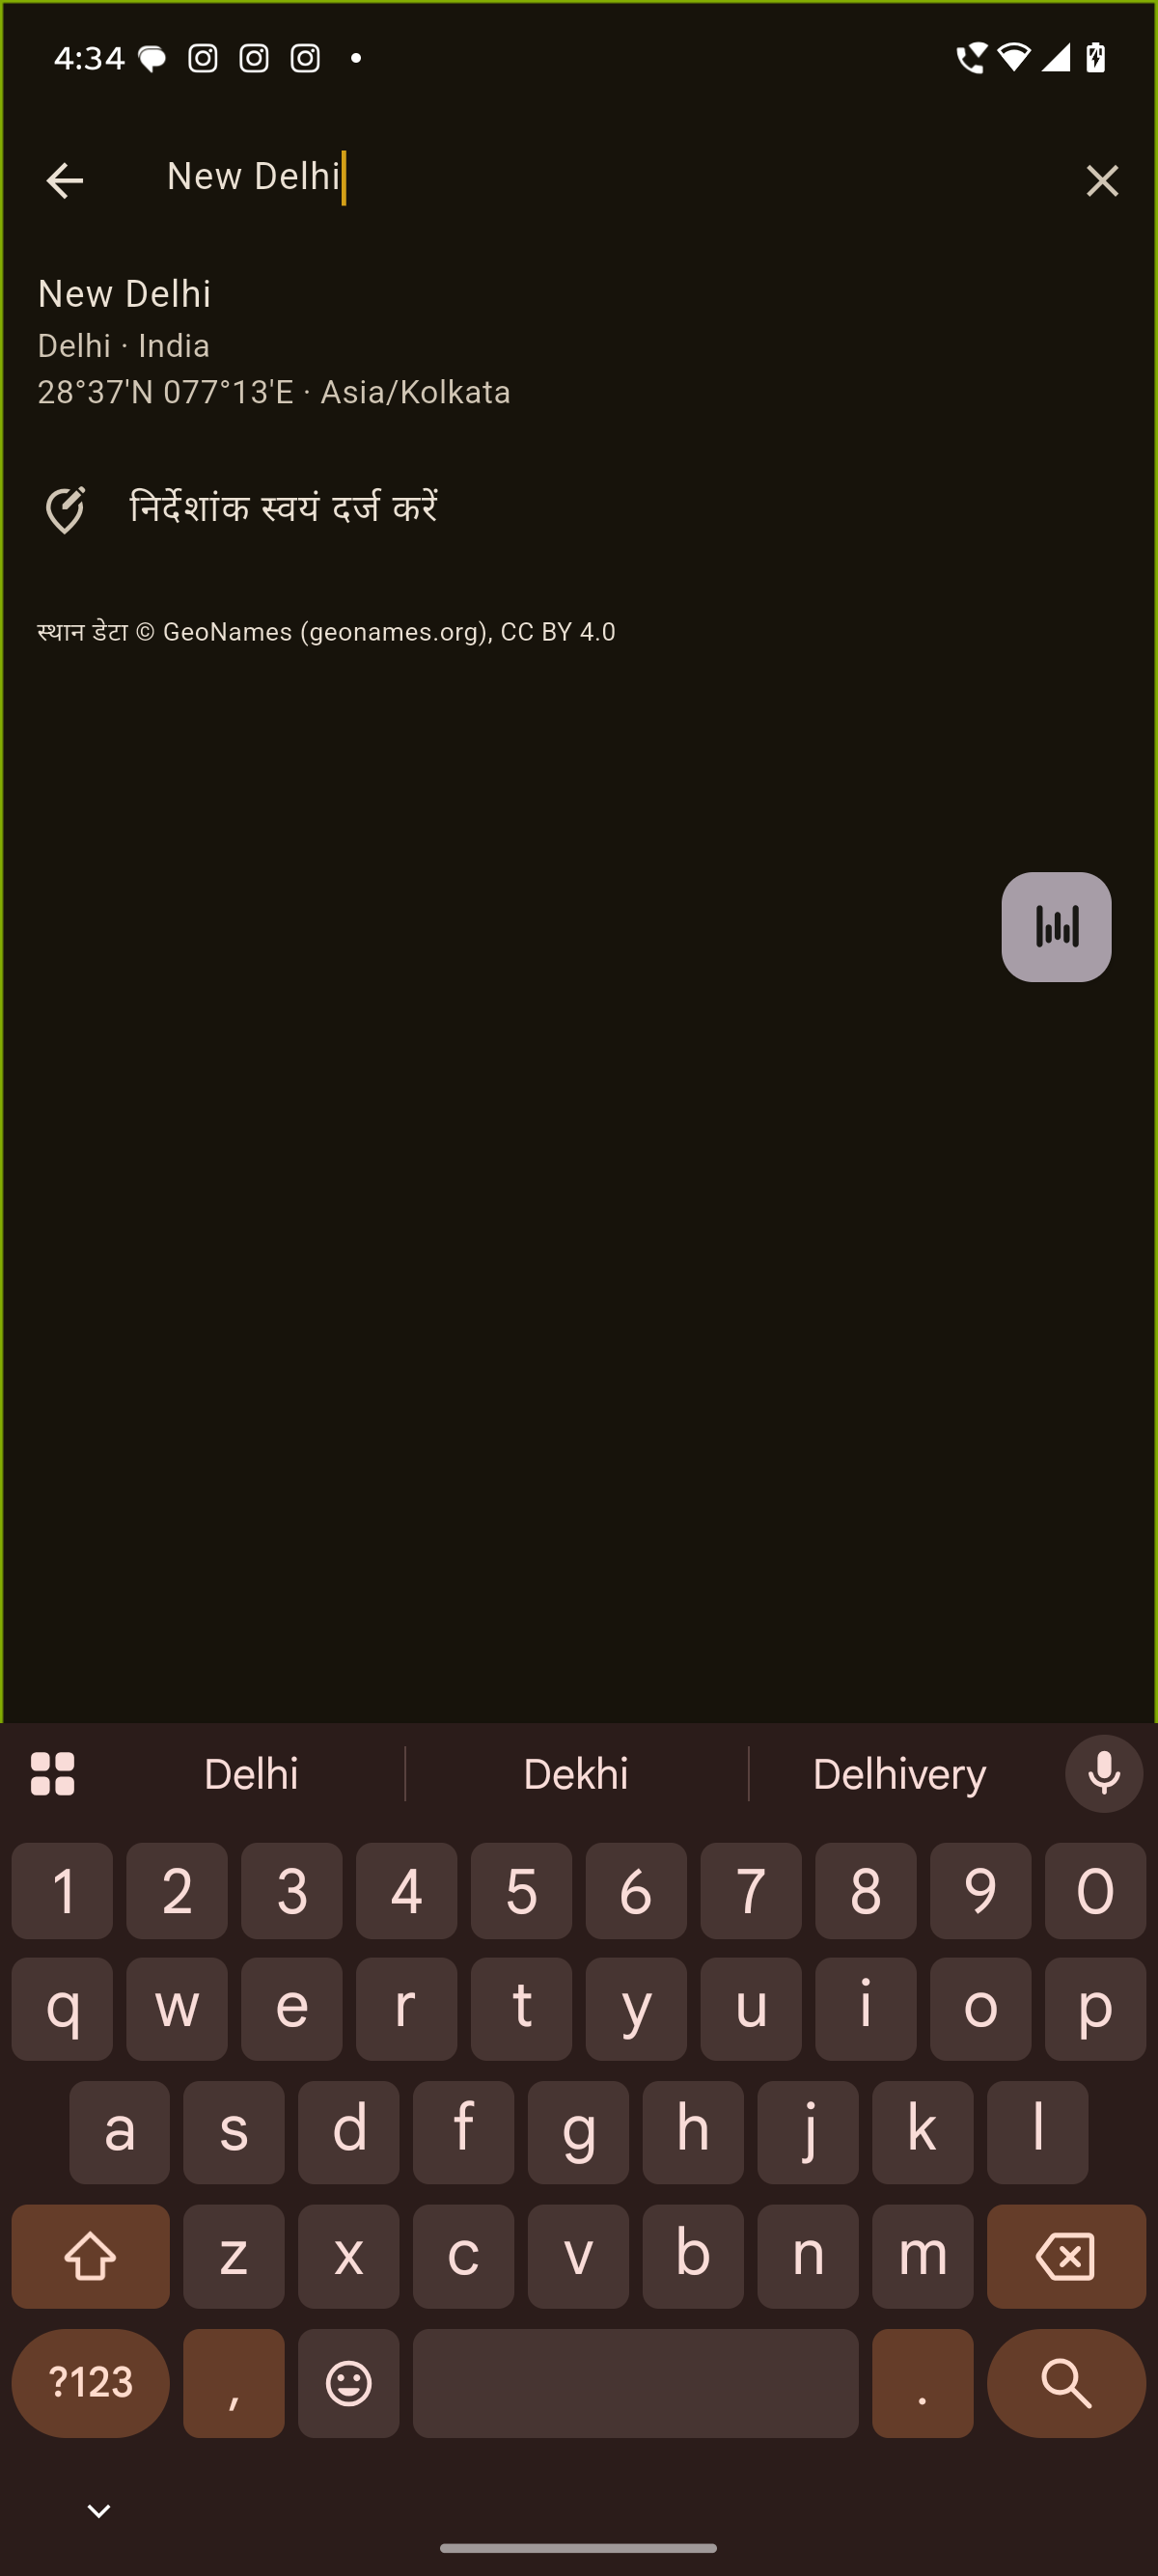 4:34
New Delhi
New Delhi
Delhi · India
28°37'N 077°13'E · Asia/Kolkata
निर्देशांक स्वयं दर्ज करें
स्थान डेटा © GeoNames (geonames.org), CC BY 4.0
Delhi Dekhi Delhivery
1 2 3 4 5 6 7 8 9 0
q w e r t y u i o p
a s d f g h j k l
z x c v b n m
?123 , .